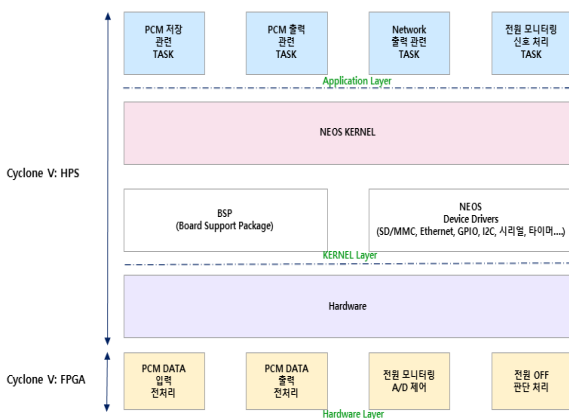 PCM 저장
관련
TASK
PCM 출력
관련
TASK
Network
출력 관련
TASK
전원 모니터링
신호 처리
TASK
Application Layer
NEOS KERNEL
Cyclone V: HPS
BSP
(Board Support Package)
NEOS
Device Drivers
(SD/MMC, Ethernet, GPIO, I2C, 시리얼, 타이머....)
KERNEL Layer
Hardware
Cyclone V: FPGA
PCM DATA
입력
전처리
PCM DATA
출력
전처리
전원 모니터링
A/D 제어
전원 OFF
판단 처리
Hardware Layer